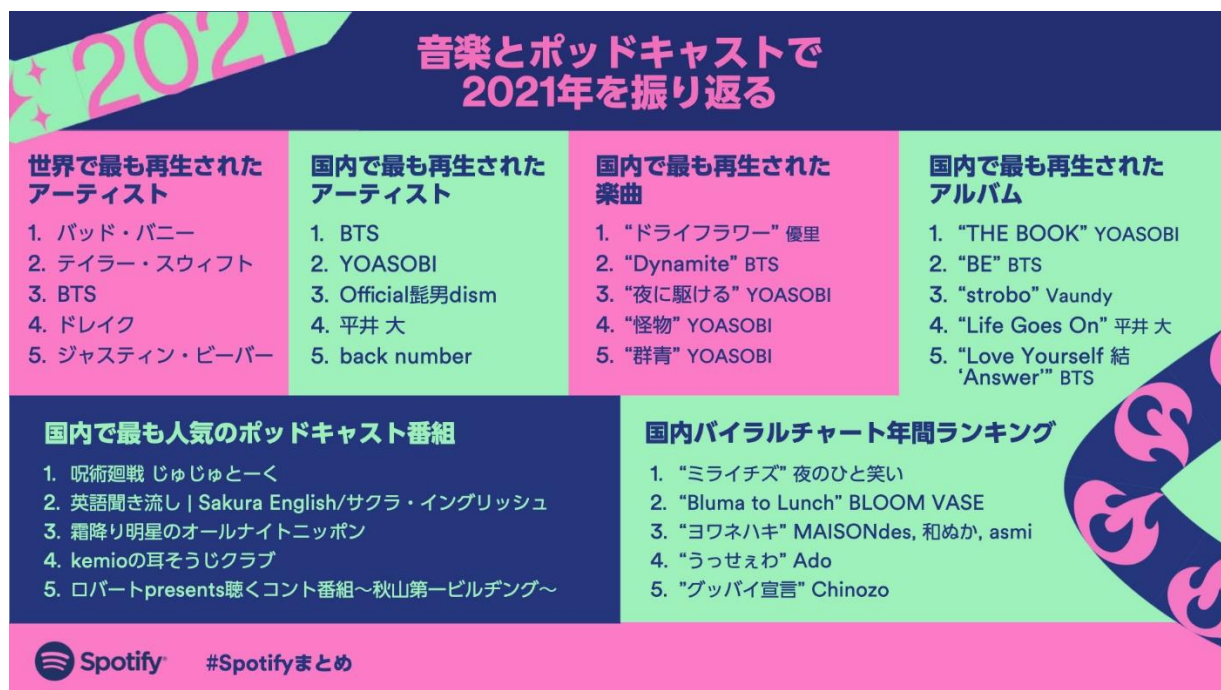 2021
音楽とポッドキャストで
2021年を振り返る
世界で最も再生された
アーティスト
1. バッド・バニー
2. テイラー・スウィフト
3. BTS
4. ドレイク
5. ジャスティン・ビーバー
国内で最も再生された
アーティスト
1. BTS
2. YOASOBI
3. Official髭男dism
4. 平井 大
5. back number
国内で最も再生された
楽曲
1. “ドライフラワー” 優里
2. “Dynamite” BTS
3. “夜に駆ける” YOASOBI
4. “怪物” YOASOBI
5. “群青” YOASOBI
国内で最も再生された
アルバム
1. “THE BOOK” YOASOBI
2. “BE” BTS
3. “strobo” Vaundy
4. “Life Goes On” 平井 大
5. “Love Yourself 結
‘Answer’” BTS
国内で最も人気のポッドキャスト番組
1. 呪術廻戦 じゅじゅとーく
2. 英語聞き流し | Sakura English/サクラ・イングリッシュ
3. 霜降り明星のオールナイトニッポン
4. kemioの耳そうじクラブ
5. ロバートpresents聴くコント番組〜秋山第一ビルヂング〜
国内バイラルチャート年間ランキング
1. “ミライチズ” 夜のひと笑い
2. “Bluma to Lunch” BLOOM VASE
3. “ヨワネハキ” MAISONdes, 和ぬか, asmi
4. “うっせぇわ” Ado
5. ”グッバイ宣言” Chinozo
Spotify #Spotifyまとめ